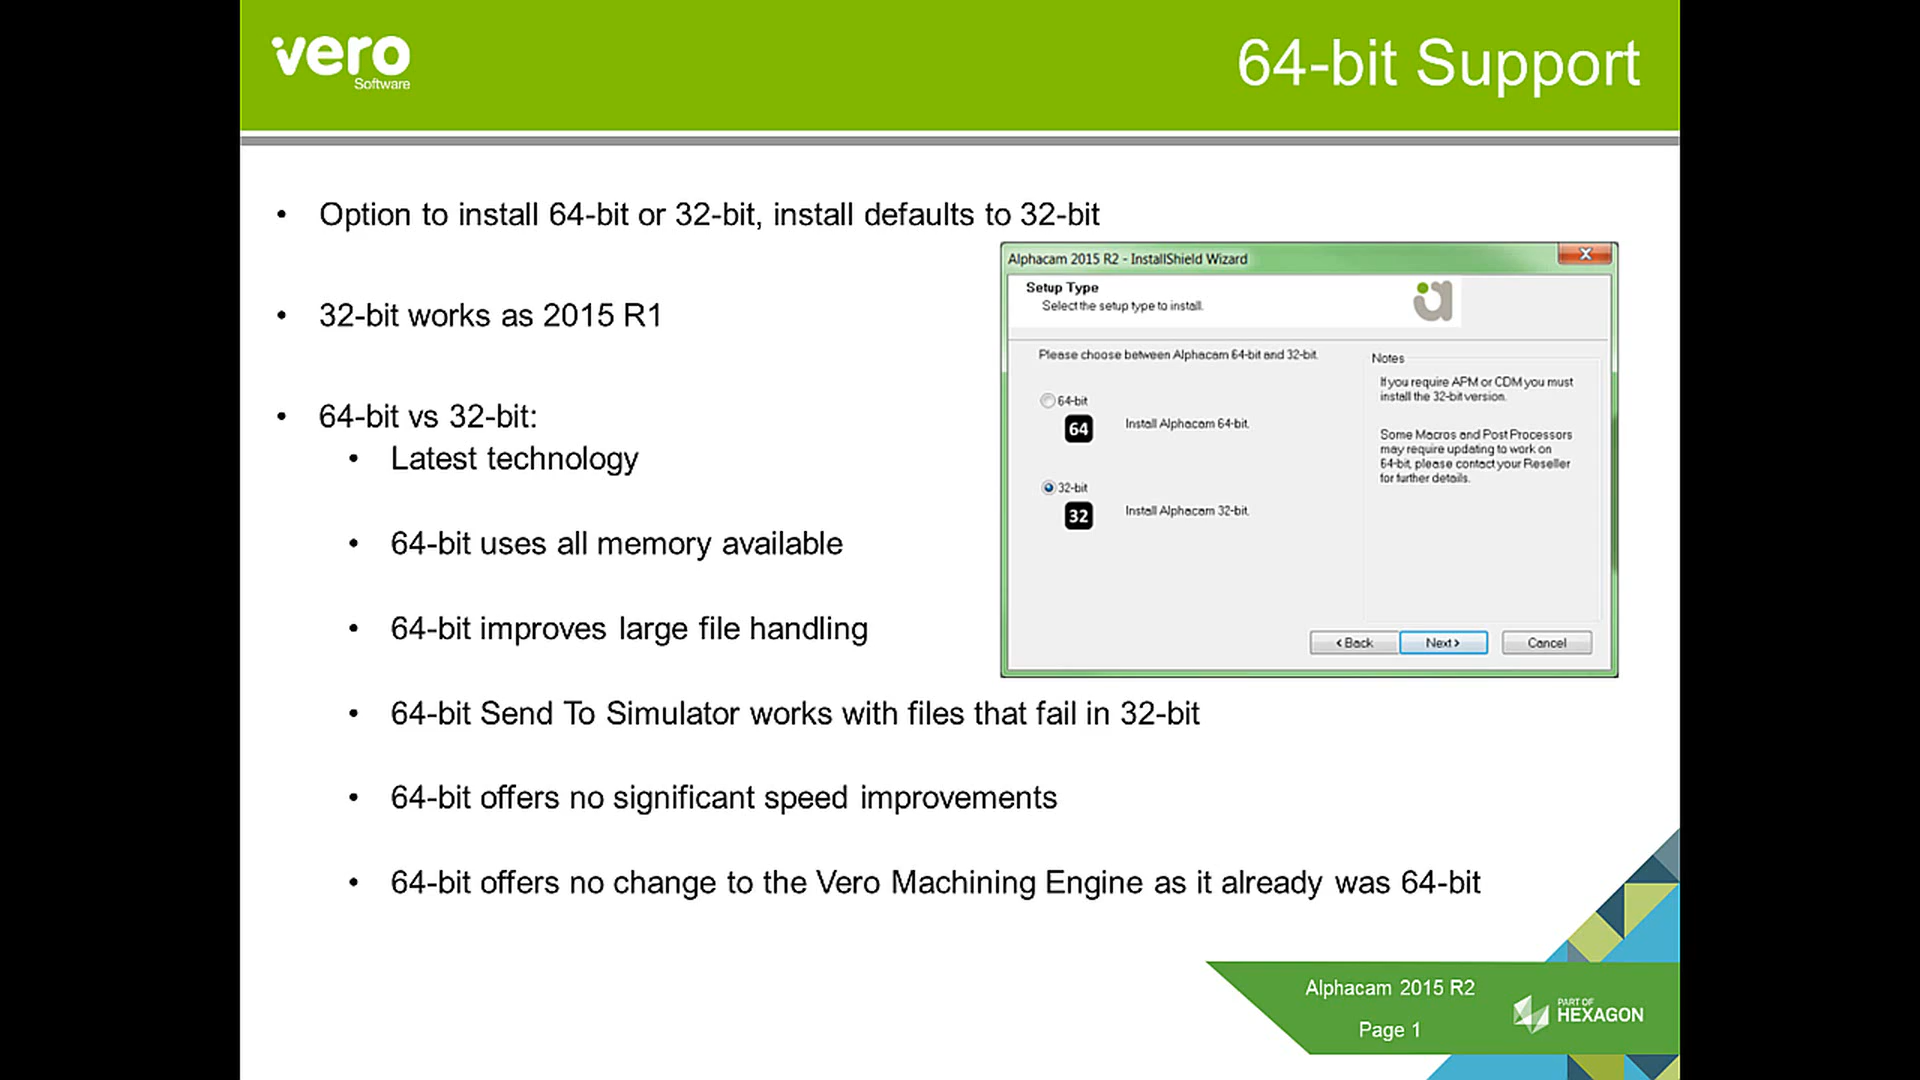 vero
Software
64-bit Support
• Option to install 64-bit or 32-bit, install defaults to 32-bit
• 32-bit works as 2015 R1
• 64-bit vs 32-bit:
• Latest technology
• 64-bit uses all memory available
• 64-bit improves large file handling
• 64-bit Send To Simulator works with files that fail in 32-bit
• 64-bit offers no significant speed improvements
• 64-bit offers no change to the Vero Machining Engine as it already was 64-bit
Alphacam 2015 R2 - InstallShield Wizard
Setup Type
Select the setup type to install.
Please choose between Alphacam 64-bit and 32-bit.
64-bit
64
Install Alphacam 64-bit.
32-bit
32
Install Alphacam 32-bit.
Notes
If you require APM or CDM you must
install the 32-bit version.
Some Macros and Post Processors
may require updating to work on
64-bit, please contact your Reseller
for further details.
< Back
Next >
Cancel
Alphacam 2015 R2
Page 1
PART OF
HEXAGON